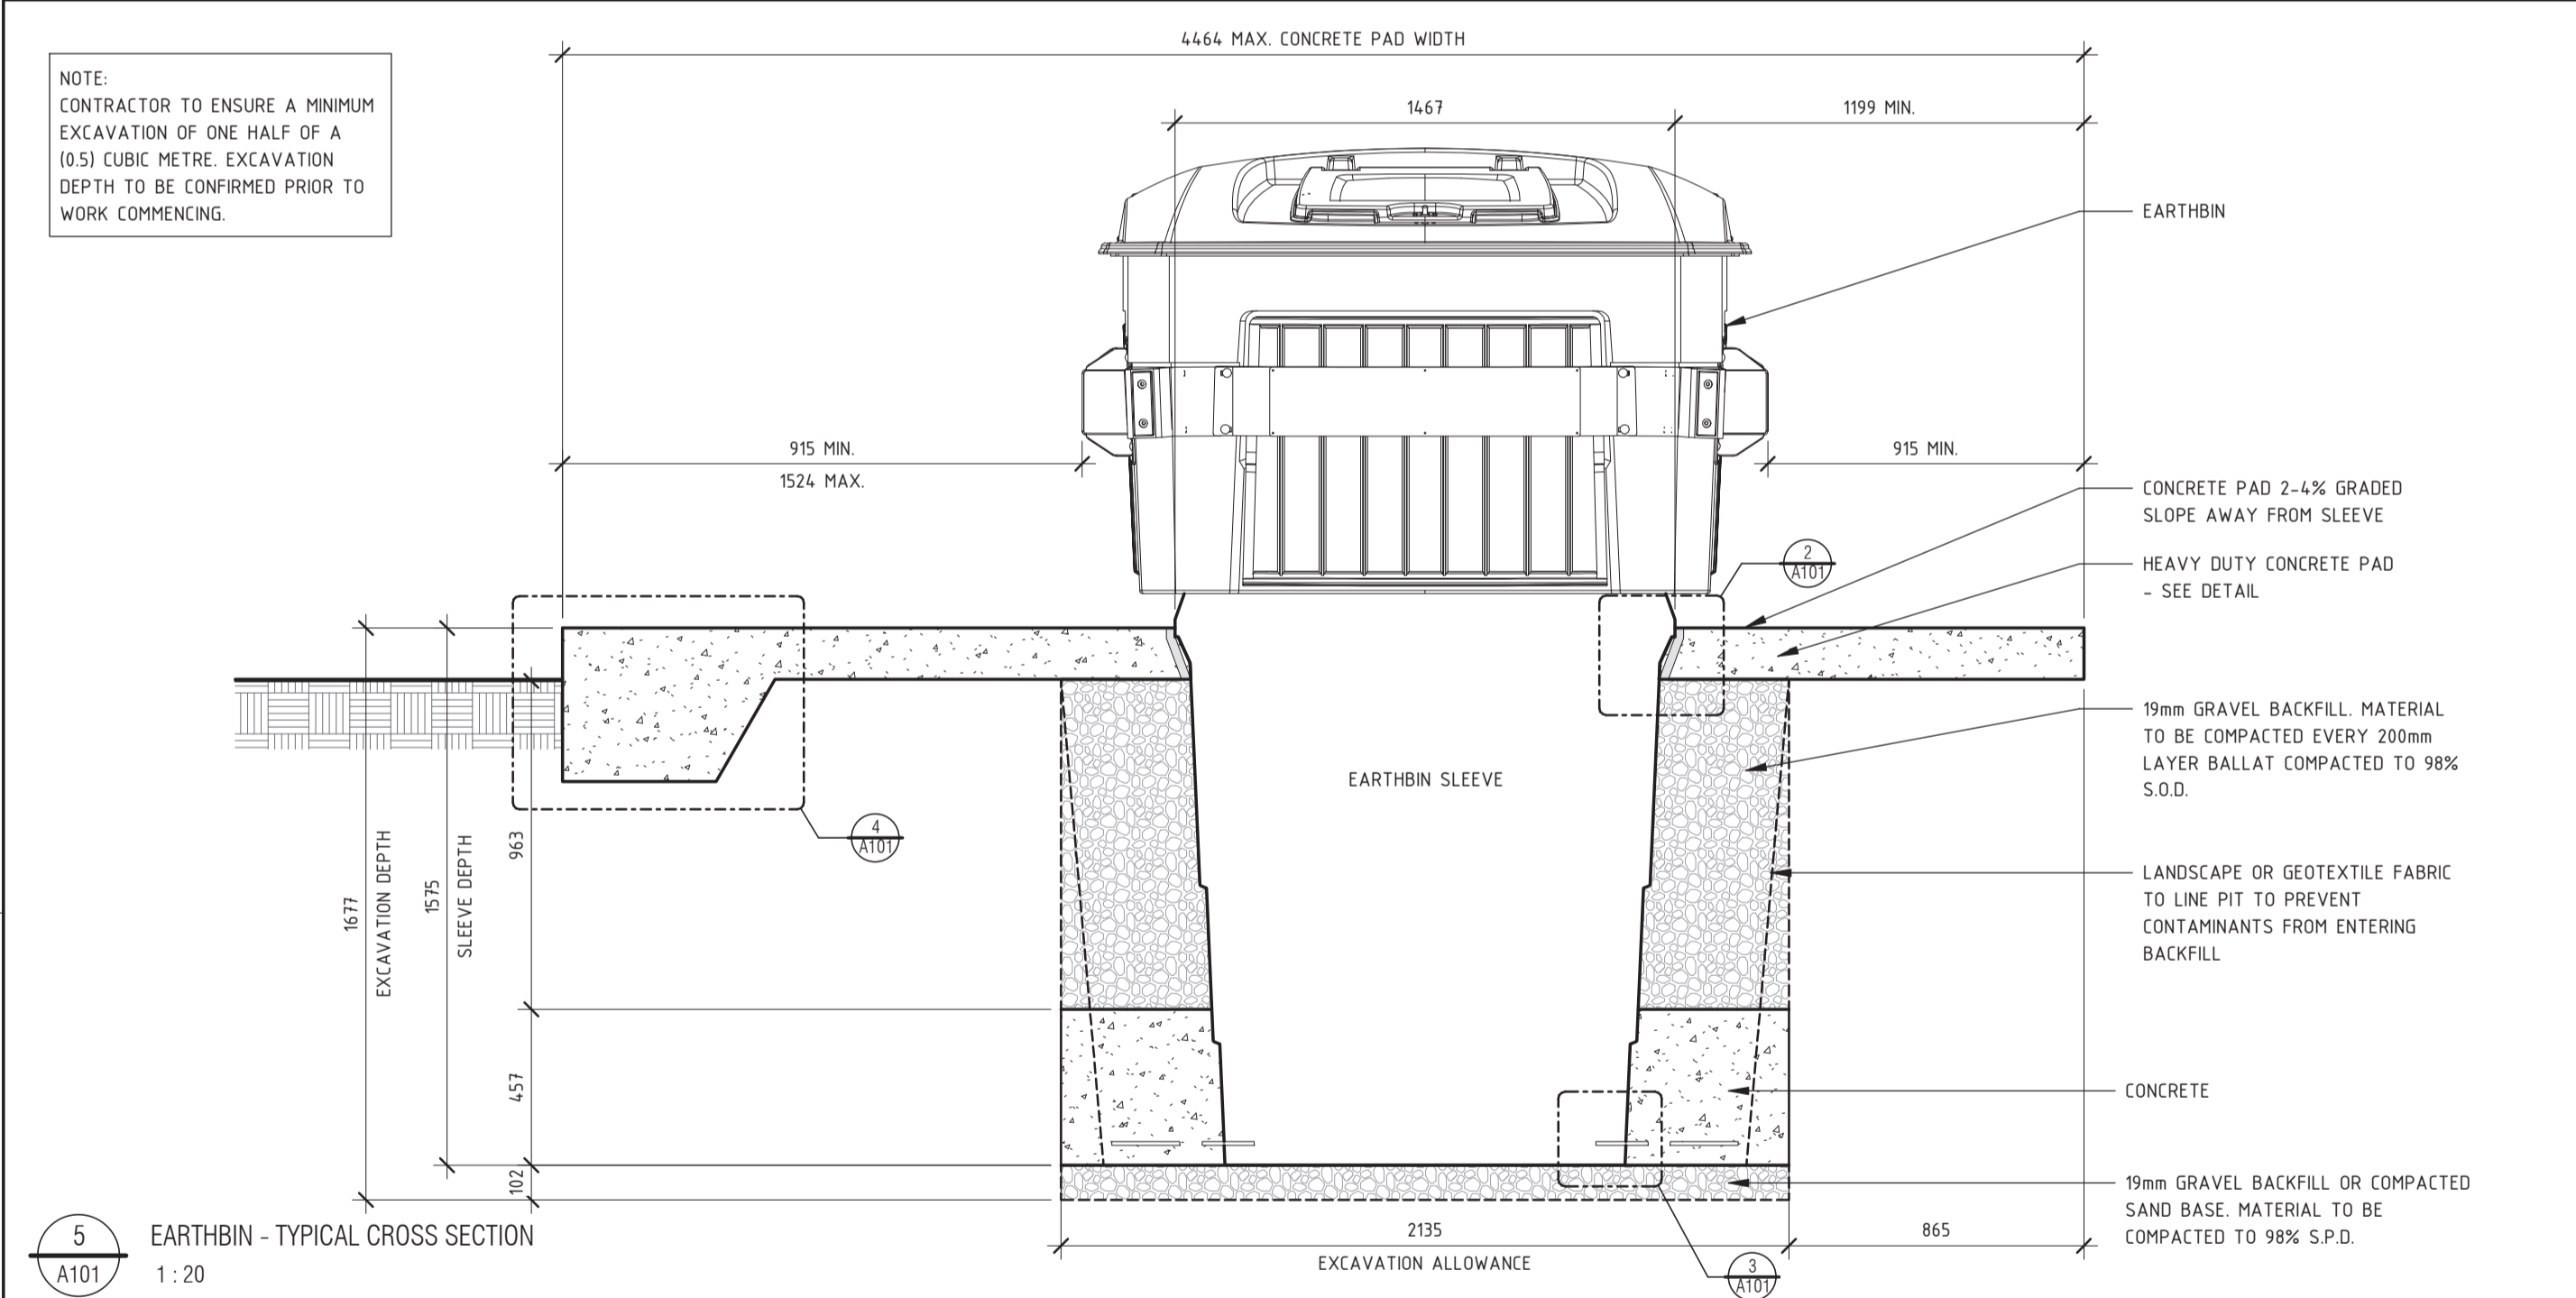 4464 MAX. CONCRETE PAD WIDTH
NOTE:
CONTRACTOR TO ENSURE A MINIMUM
EXCAVATION OF ONE HALF OF A
(0.5) CUBIC METRE. EXCAVATION
DEPTH TO BE CONFIRMED PRIOR TO
WORK COMMENCING.
1467
1199 MIN.
EARTHBIN
915 MIN.
1524 MAX.
915 MIN.
CONCRETE PAD 2-4% GRADED
SLOPE AWAY FROM SLEEVE
2
A101
HEAVY DUTY CONCRETE PAD
- SEE DETAIL
19mm GRAVEL BACKFILL. MATERIAL
TO BE COMPACTED EVERY 200mm
LAYER BALLAT COMPACTED TO 98%
S.O.D.
EARTHBIN SLEEVE
4
A101
1677
EXCAVATION DEPTH
1575
SLEEVE DEPTH
963
457
102
LANDSCAPE OR GEOTEXTILE FABRIC
TO LINE PIT TO PREVENT
CONTAMINANTS FROM ENTERING
BACKFILL
CONCRETE
19mm GRAVEL BACKFILL OR COMPACTED
SAND BASE. MATERIAL TO BE
COMPACTED TO 98% S.P.D.
2135
EXCAVATION ALLOWANCE
865
3
A101
5
A101
EARTHBIN - TYPICAL CROSS SECTION
1 : 20